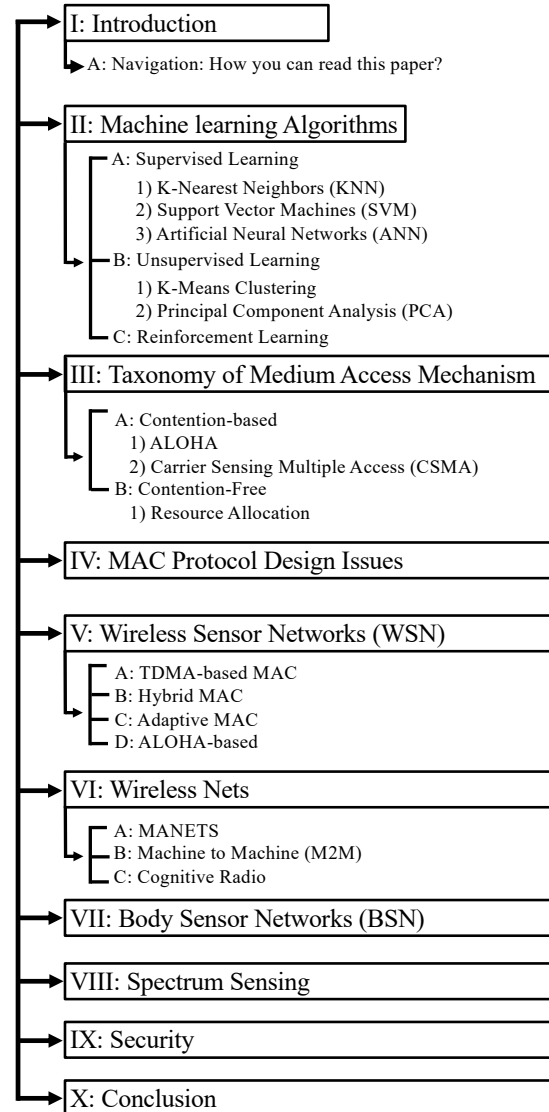 I: Introduction
A: Navigation: How you can read this paper?
II: Machine learning Algorithms
A: Supervised Learning
1) K-Nearest Neighbors (KNN)
2) Support Vector Machines (SVM)
3) Artificial Neural Networks (ANN)
B: Unsupervised Learning
1) K-Means Clustering
2) Principal Component Analysis (PCA)
C: Reinforcement Learning
III: Taxonomy of Medium Access Mechanism
A: Contention-based
1) ALOHA
2) Carrier Sensing Multiple Access (CSMA)
B: Contention-Free
1) Resource Allocation
IV: MAC Protocol Design Issues
V: Wireless Sensor Networks (WSN)
A: TDMA-based MAC
B: Hybrid MAC
C: Adaptive MAC
D: ALOHA-based
VI: Wireless Nets
A: MANETS
B: Machine to Machine (M2M)
C: Cognitive Radio
VII: Body Sensor Networks (BSN)
VIII: Spectrum Sensing
IX: Security
X: Conclusion